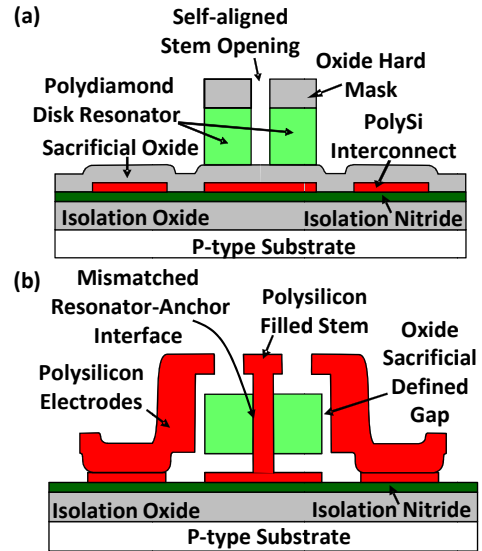 (a)
Self-aligned
Stem Opening
Polydiamond
Disk Resonator
Oxide Hard
Mask
Sacrificial Oxide
PolySi
Interconnect
Isolation Oxide
Isolation Nitride
P-type Substrate
(b)
Mismatched
Resonator-Anchor
Interface
Polysilicon
Filled Stem
Oxide
Sacrificial
Defined
Gap
Polysilicon
Electrodes
Isolation Oxide
Isolation Nitride
P-type Substrate